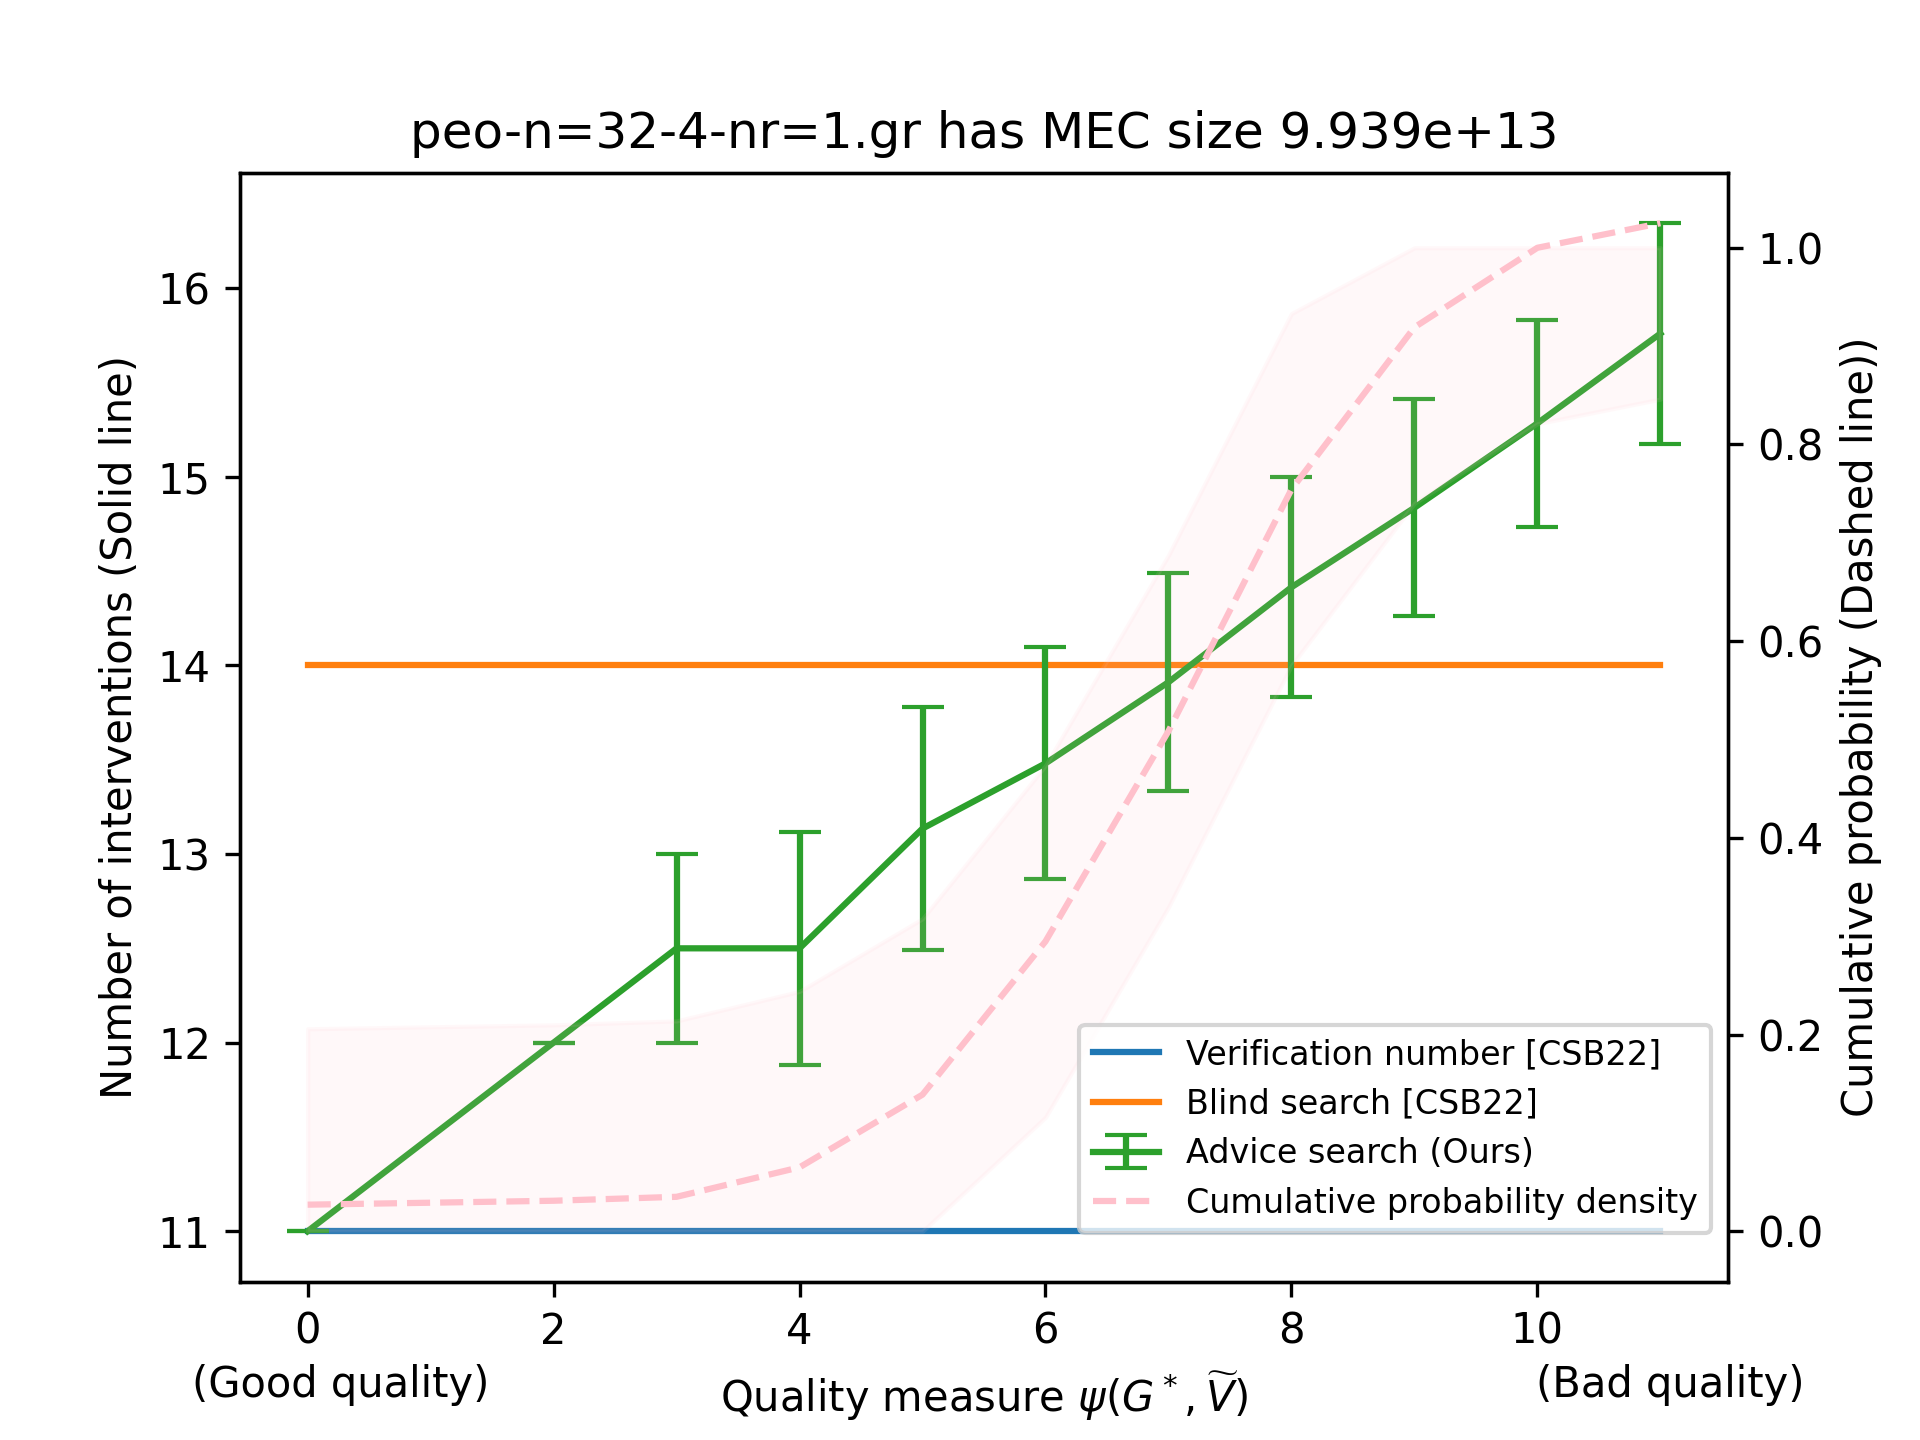 peo-n=32-4-nr=1.gr has MEC size 9.939e+13
Number of interventions (Solid line)
16
15
14
13
12
11
1.0
0.8
0.6
0.4
0.2
0.0
Cumulative probability (Dashed line))
Verification number [CSB22]
Blind search [CSB22]
Advice search (Ours)
Cumulative probability density
0 2 4 6 8 10
(Good quality) (Bad quality)
Quality measure ψ(G*, Ṽ)